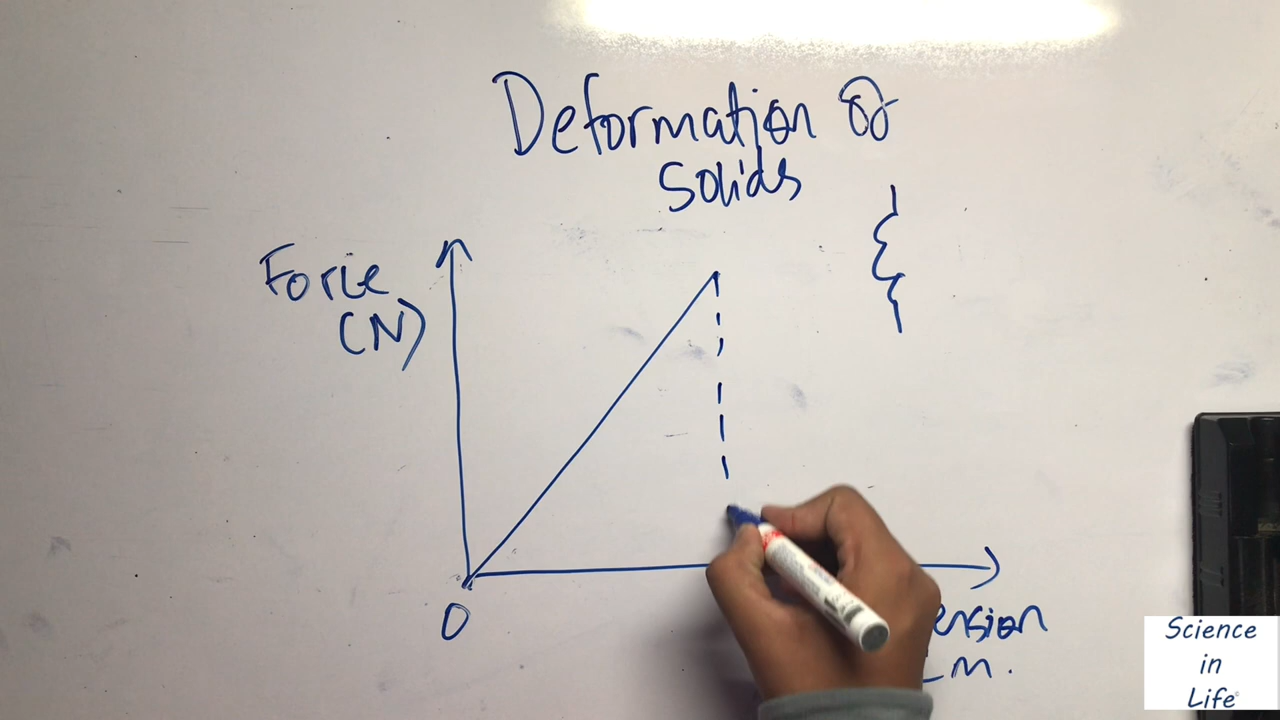 Deformation of
Solids
Force
(N)
0
Science
in
Life